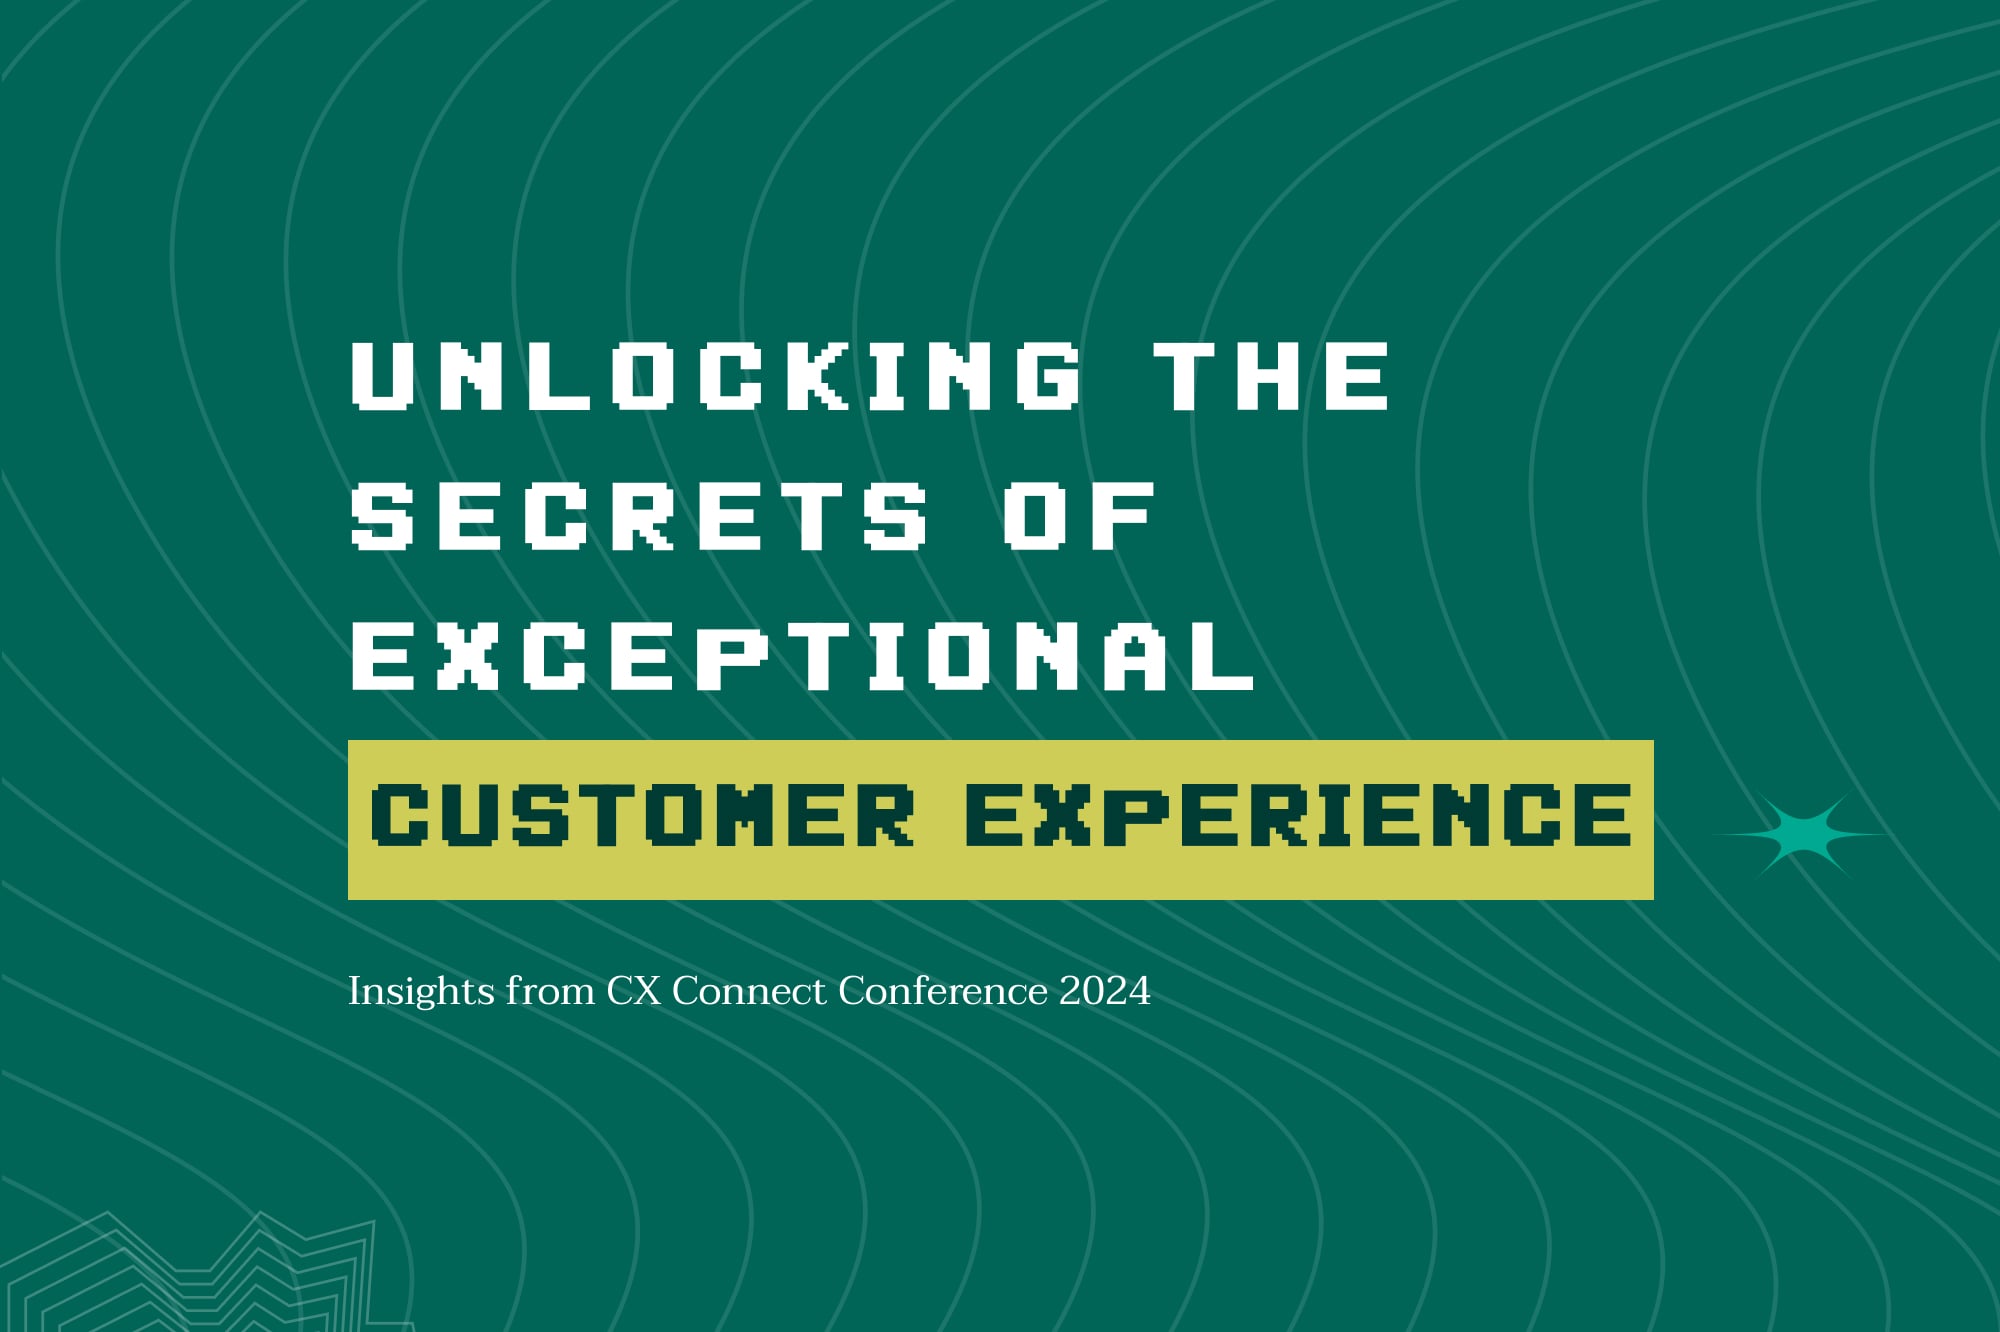 UNLOCKING THE
SECRETS OF
EXCEPTIONAL
CUSTOMER EXPERIENCE
Insights from CX Connect Conference 2024